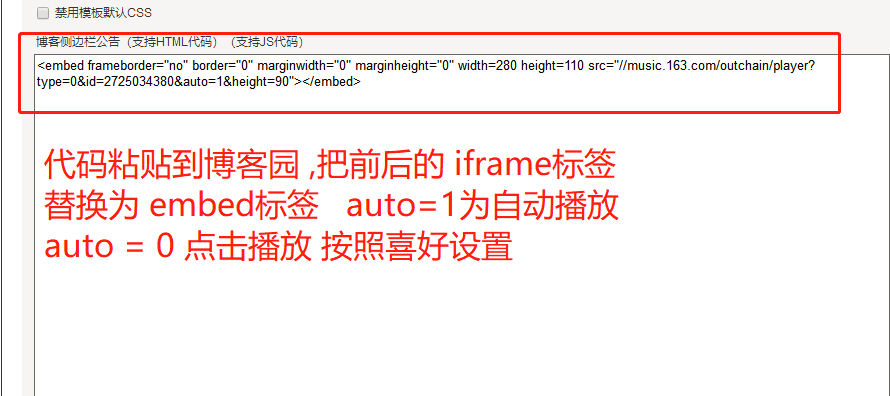 禁用模板默认CSS
博客侧边栏公告（支持HTML代码）（支持JS代码）
<embed frameborder="no" border="0" marginwidth="0" marginheight="0" width=280 height=110 src="//music.163.com/outchain/player?
type=0&id=2725034380&auto=1&height=90"></embed>
代码粘贴到博客园 ,把前后的 iframe标签
替换为 embed标签 auto=1为自动播放
auto = 0 点击播放 按照喜好设置